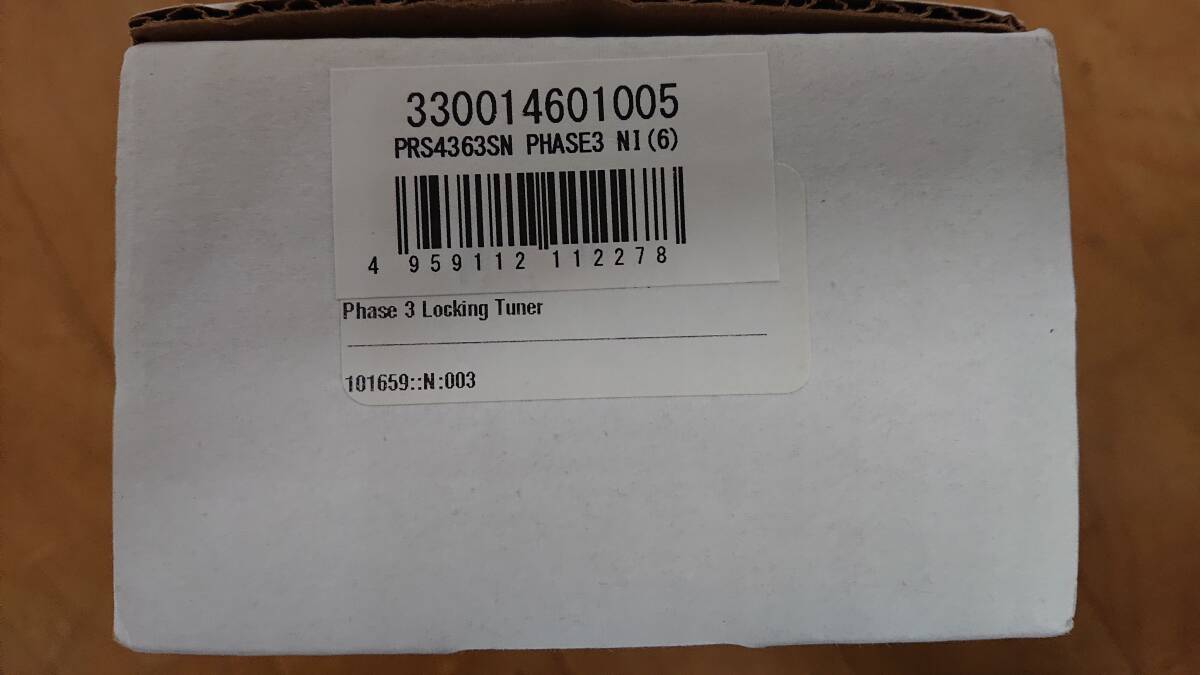 330014601005
PRS4363SN PHASE3 NI(6)
4 959112 112278
Phase 3 Locking Tuner
101659::N:003